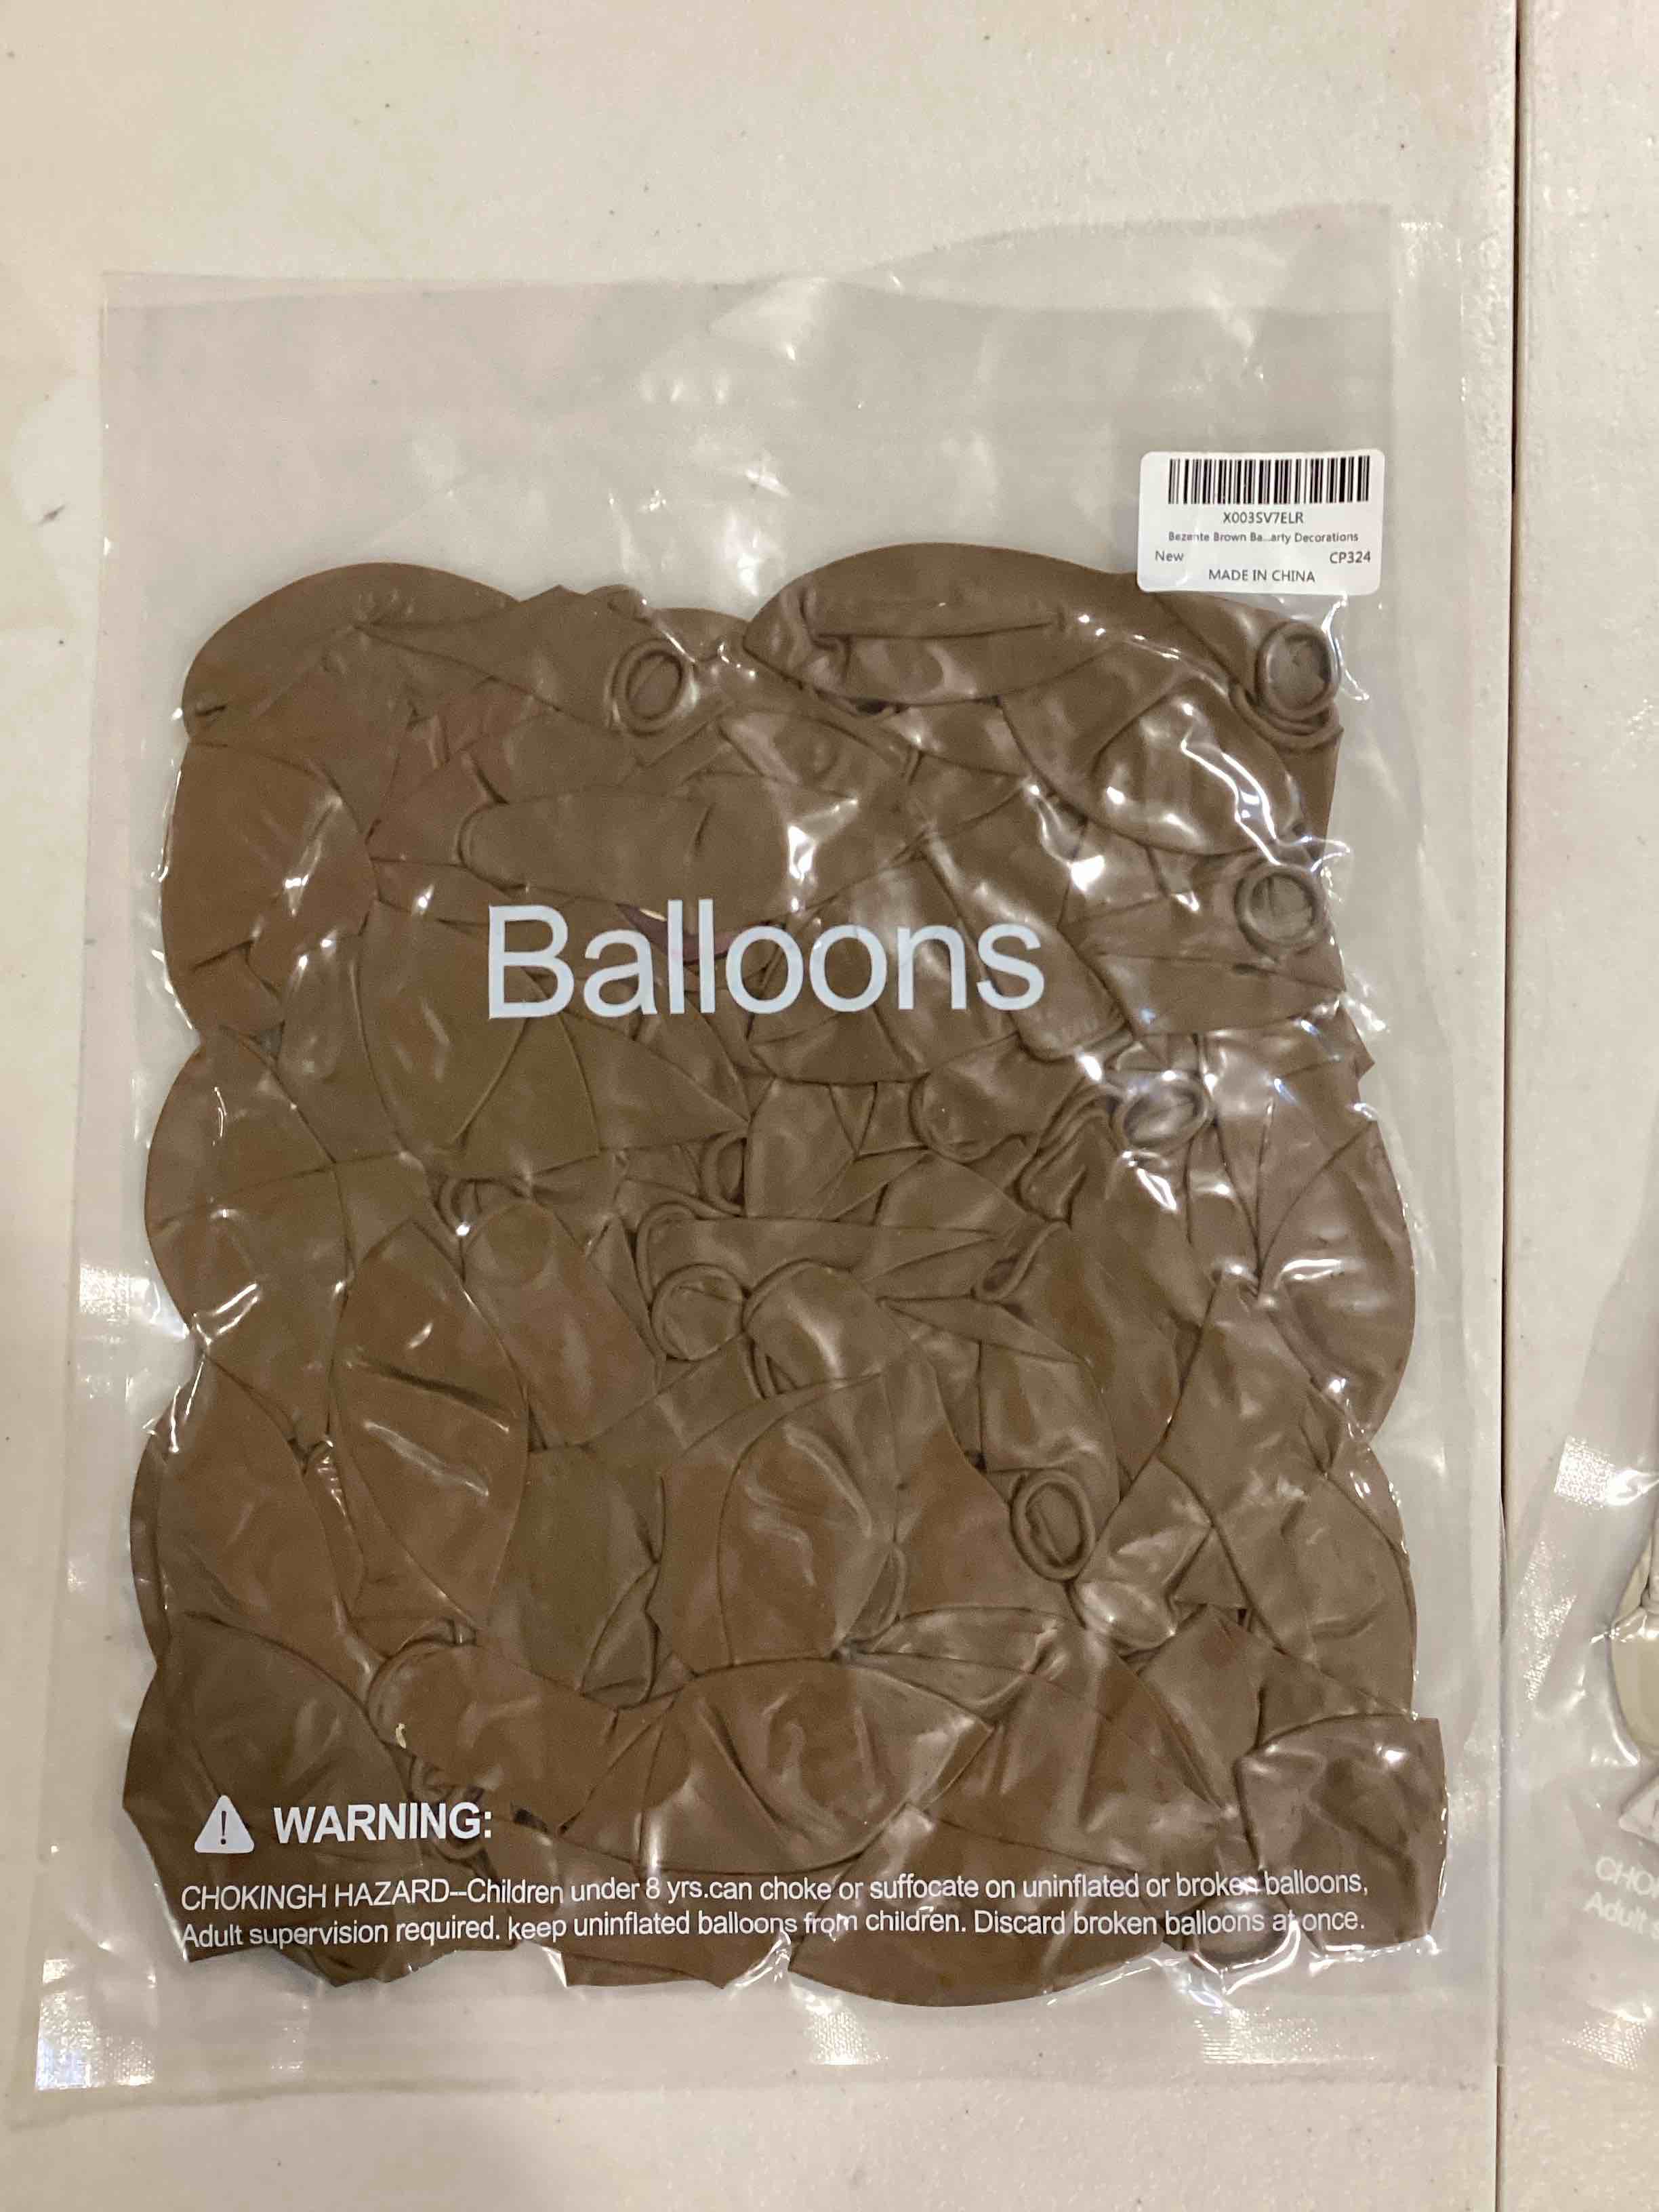 X003SV7ELR
Bezente Brown Ba...arty Decorations
New CP324
MADE IN CHINA
Balloons
WARNING:
CHOKINGH HAZARD--Children under 8 yrs.can choke or suffocate on uninflated or broken balloons,
Adult supervision required. keep uninflated balloons from children. Discard broken balloons at once.
CHO
Adult s